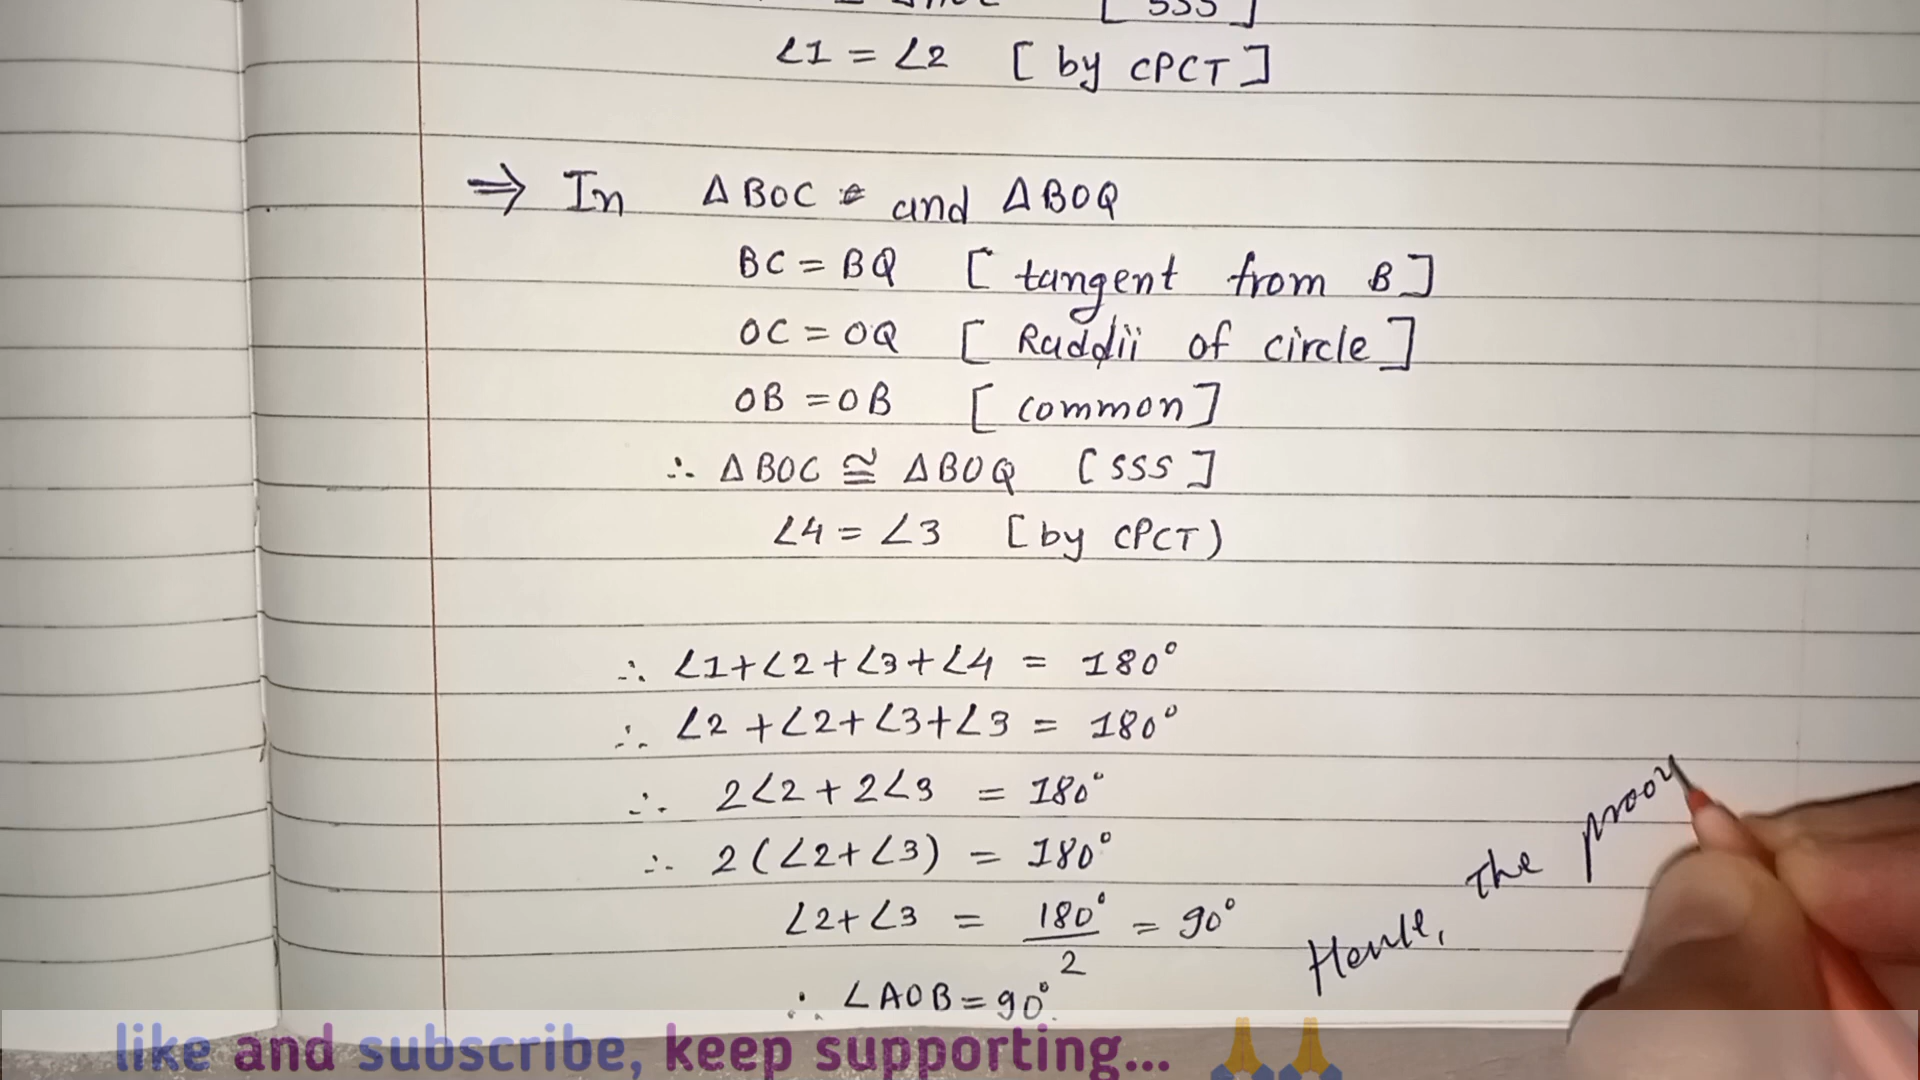 [ SSS ]
∠1 = ∠2 [ by CPCT ]
⇒ In ΔBOC and ΔBOQ
BC = BQ [ tangent from B ]
OC = OQ [ Raddii of circle ]
OB = OB [ common ]
∴ ΔBOC ≅ ΔBOQ [ SSS ]
∠4 = ∠3 [ by CPCT )
∴ ∠1+∠2+∠3+∠4 = 180°
∴ ∠2+∠2+∠3+∠3 = 180°
∴ 2∠2+2∠3 = 180°
∴ 2(∠2+∠3) = 180°
∠2+∠3 = 180°/2 = 90°
∴ ∠AOB = 90°.
Hence, The proo
like and subscribe, keep supporting... 🙏🙏